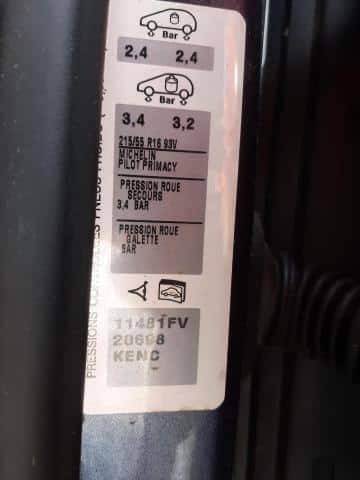 Bar
2,4 2,4
Bar
3,4 3,2
215/55 R16 93V
MICHELIN
PILOT PRIMACY
PRESSION ROUE
SECOURS
3,4 BAR
PRESSION ROUE
GALETTE
BAR
11481FV
20698
KENC